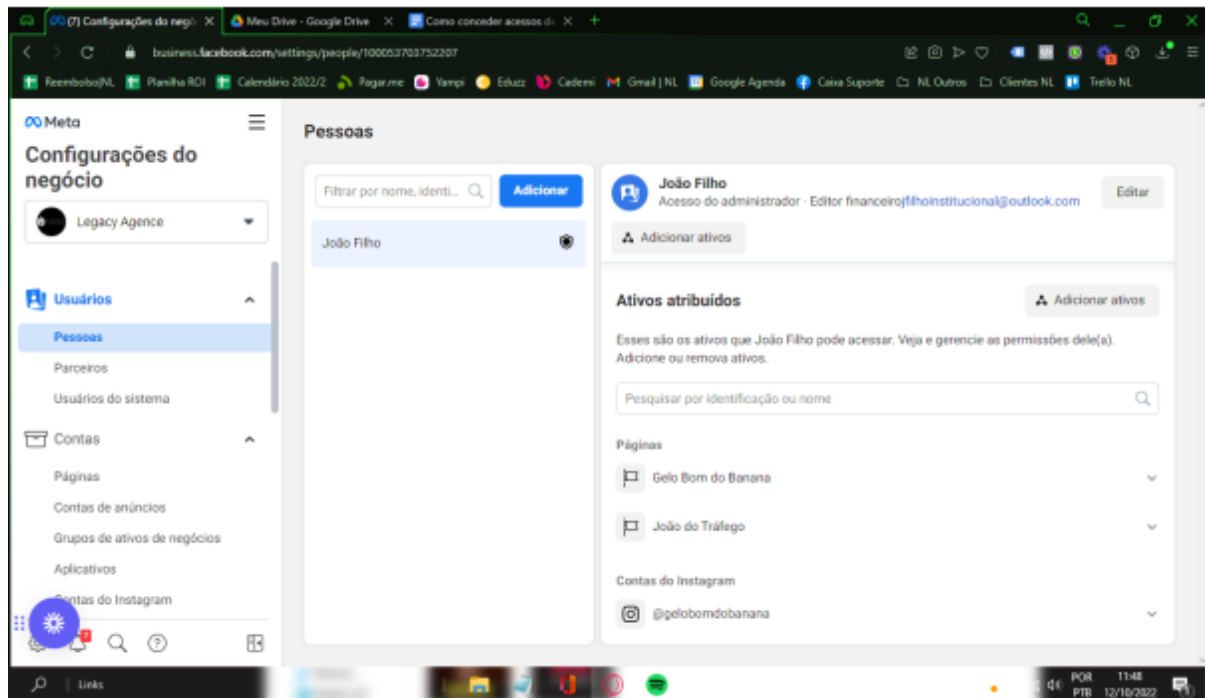 (7) Configurações do negó
Meu Drive - Google Drive
Como conceder acessos d
business.facebook.com/settings/people/100053703752207
Reembolso|NL
Planilha ROI
Calendário 2022/2
Pagar.me
Yampi
Eduzz
Cademi
Gmail | NL
Google Agenda
Caixa Suporte
NL Outros
Clientes NL
Trello NL
Meta
Configurações do
negócio
Legacy Agence
Usuários
Pessoas
Parceiros
Usuários do sistema
Contas
Páginas
Contas de anúncios
Grupos de ativos de negócios
Aplicativos
Contas do Instagram
7
Pessoas
Filtrar por nome, identi...
Adicionar
João Filho
João Filho
Acesso do administrador · Editor financeirojfilhoinstitucional@outlook.com
Editar
Adicionar ativos
Ativos atribuídos
Adicionar ativos
Esses são os ativos que João Filho pode acessar. Veja e gerencie as permissões dele(a).
Adicione ou remova ativos.
Pesquisar por identificação ou nome
Páginas
Gelo Bom do Banana
João do Tráfego
Contas do Instagram
@gelobomdobanana
Links
POR
PTB
11:48
12/10/2022